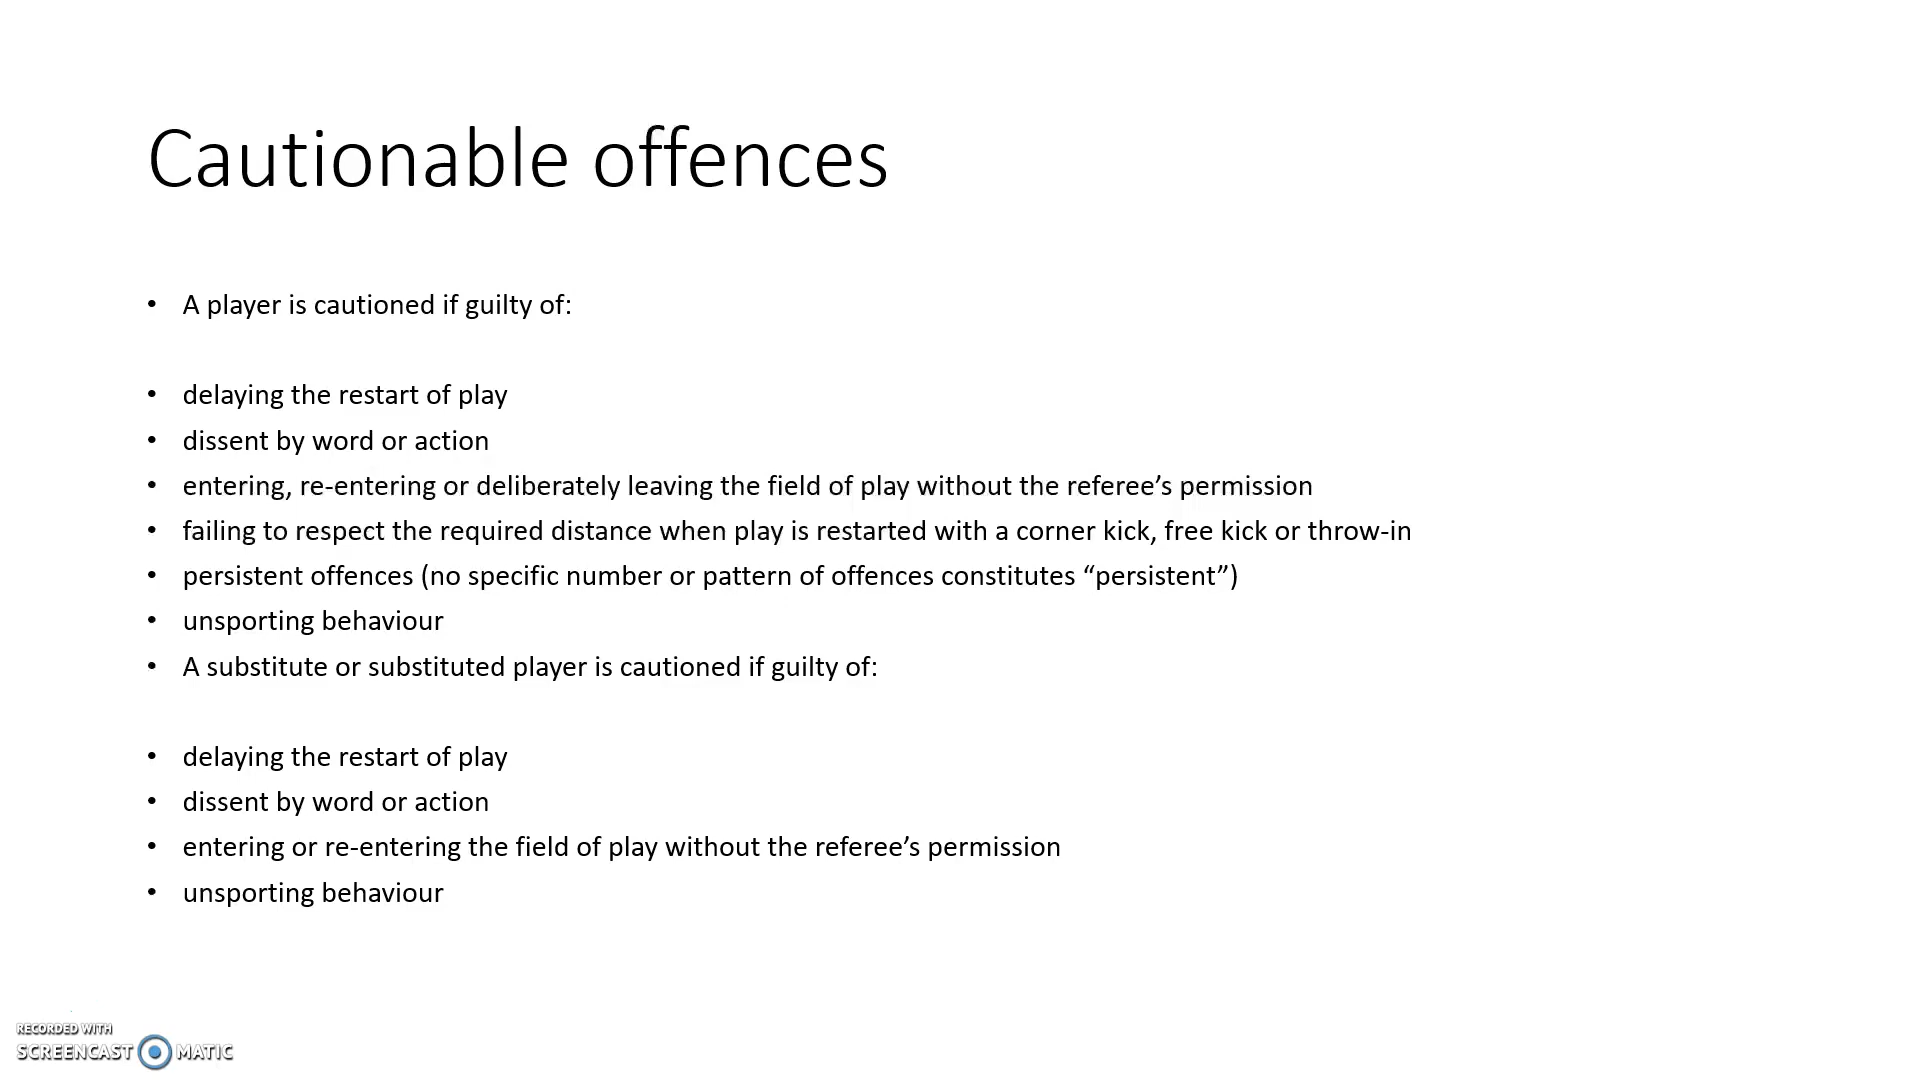 Cautionable offences
• A player is cautioned if guilty of:
• delaying the restart of play
• dissent by word or action
• entering, re-entering or deliberately leaving the field of play without the referee’s permission
• failing to respect the required distance when play is restarted with a corner kick, free kick or throw-in
• persistent offences (no specific number or pattern of offences constitutes “persistent”)
• unsporting behaviour
• A substitute or substituted player is cautioned if guilty of:
• delaying the restart of play
• dissent by word or action
• entering or re-entering the field of play without the referee’s permission
• unsporting behaviour
RECORDED WITH
SCREENCAST MATIC